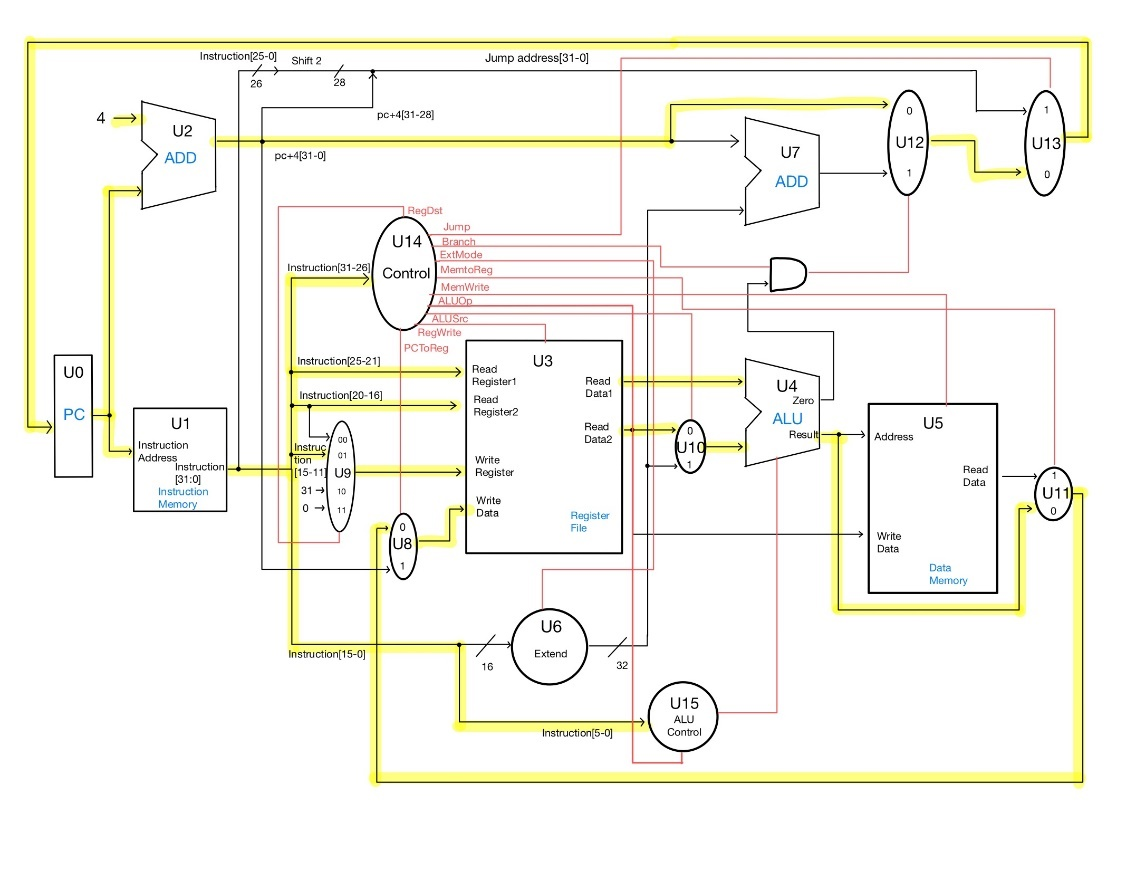 Instruction[25-0]
Shift 2
Jump address[31-0]
26
28
4
U2
ADD
pc+4[31-28]
pc+4[31-0]
U7
ADD
0
U12
1
1
U13
0
RegDst
Jump
Branch
ExtMode
MemtoReg
MemWrite
ALUOp
ALUSrc
RegWrite
PCToReg
U14
Control
Instruction[31-26]
Instruction[25-21]
Instruction[20-16]
Instruc
tion
[15-11]
31
0
00
01
U9
10
11
U0
PC
U1
Instruction
Address
Instruction
[31:0]
Instruction
Memory
U3
Read
Register1
Read
Register2
Write
Register
Write
Data
Read
Data1
Read
Data2
Register
File
0
U8
1
0
U10
1
U4
Zero
ALU
Result
U5
Address
Read
Data
Write
Data
Data
Memory
1
U11
0
Instruction[15-0]
16
U6
Extend
32
Instruction[5-0]
U15
ALU
Control